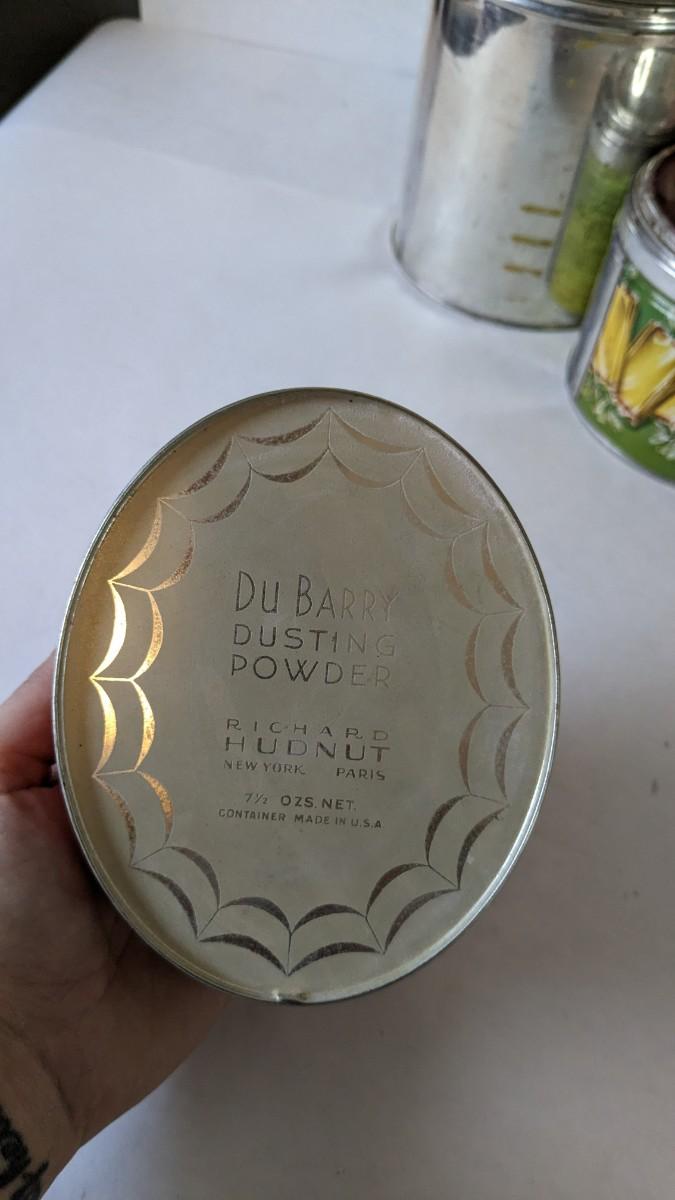 Du BARRY
DUSTING
POWDER
RICHARD
HUDNUT
NEW YORK PARIS
7½ OZS. NET.
CONTAINER MADE IN U.S.A.